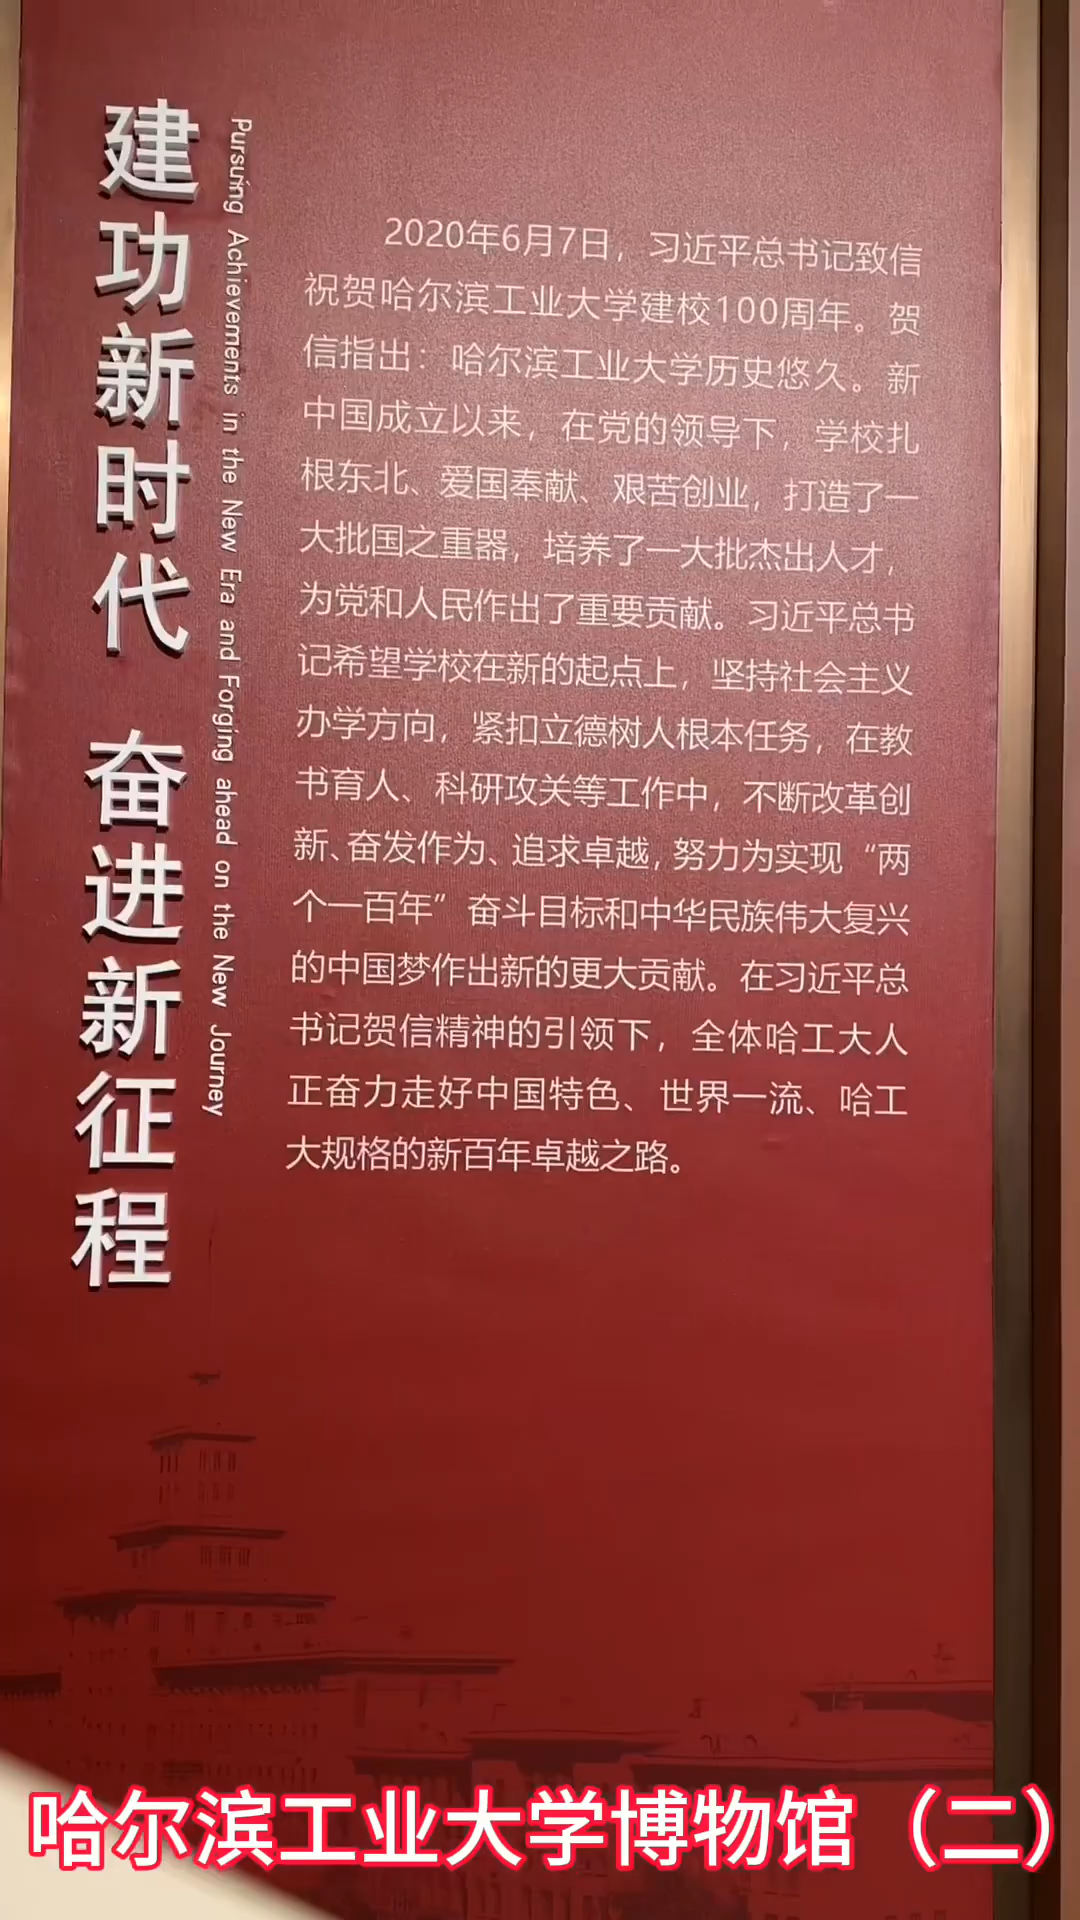 建功新时代 奋进新征程
Pursuing Achievements in the New Era and Forging ahead on the New Journey
2020年6月7日，习近平总书记致信
祝贺哈尔滨工业大学建校100周年。贺
信指出：哈尔滨工业大学历史悠久。新
中国成立以来，在党的领导下，学校扎
根东北、爱国奉献、艰苦创业，打造了一
大批国之重器，培养了一大批杰出人才，
为党和人民作出了重要贡献。习近平总书
记希望学校在新的起点上，坚持社会主义
办学方向，紧扣立德树人根本任务，在教
书育人、科研攻关等工作中，不断改革创
新、奋发作为、追求卓越，努力为实现“两
个一百年”奋斗目标和中华民族伟大复兴
的中国梦作出新的更大贡献。在习近平总
书记贺信精神的引领下，全体哈工大人
正奋力走好中国特色、世界一流、哈工
大规格的新百年卓越之路。
哈尔滨工业大学博物馆（二）